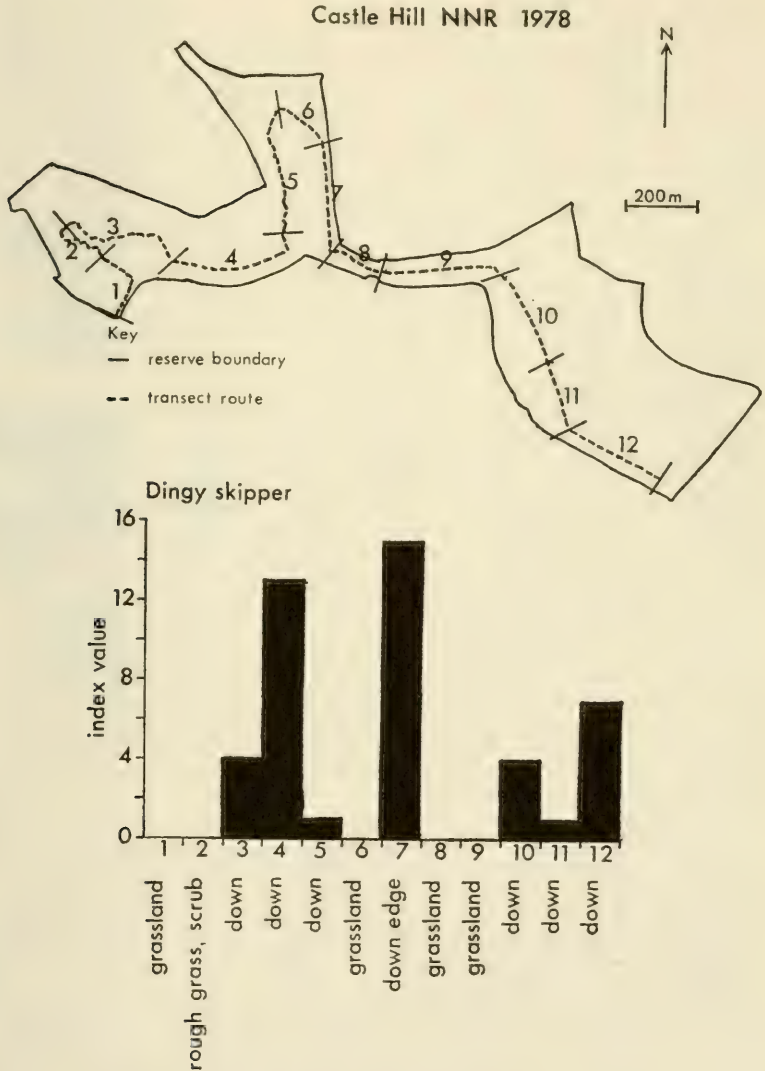 Castle Hill NNR 1978
N
200m
1
2
3
4
5
6
7
8
9
10
11
12
Key
reserve boundary
transect route
Dingy skipper
index value
16
12
8
4
0
1 2 3 4 5 6 7 8 9 10 11 12
grassland
rough grass, scrub
down
down
down
grassland
down edge
grassland
grassland
down
down
down